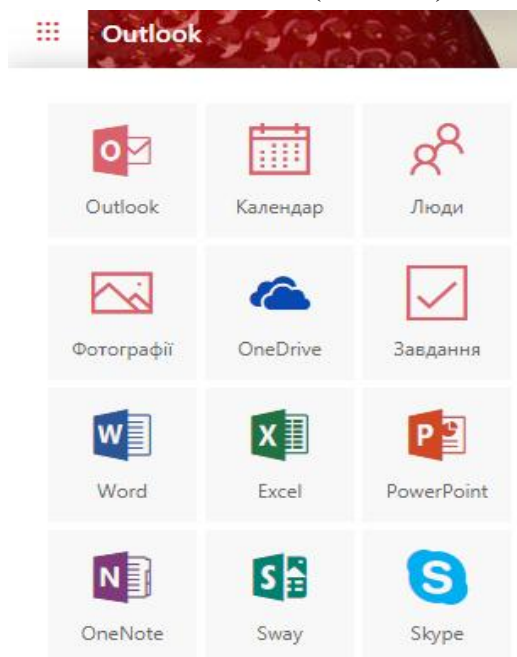 Outlook
Outlook Календар Люди
Фотографії OneDrive Завдання
Word Excel PowerPoint
OneNote Sway Skype